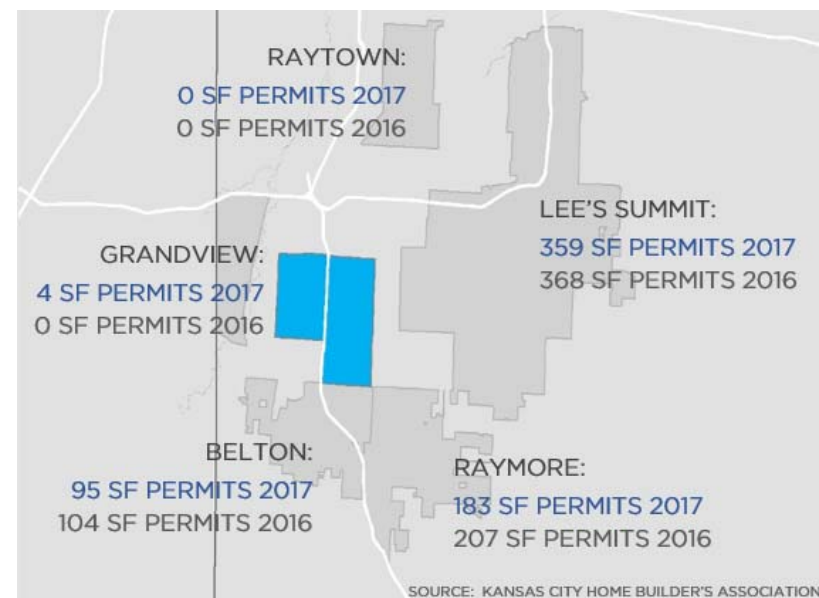 RAYTOWN:
0 SF PERMITS 2017
0 SF PERMITS 2016
LEE'S SUMMIT:
359 SF PERMITS 2017
368 SF PERMITS 2016
GRANDVIEW:
4 SF PERMITS 2017
0 SF PERMITS 2016
BELTON:
95 SF PERMITS 2017
104 SF PERMITS 2016
RAYMORE:
183 SF PERMITS 2017
207 SF PERMITS 2016
SOURCE: KANSAS CITY HOME BUILDER'S ASSOCIATION